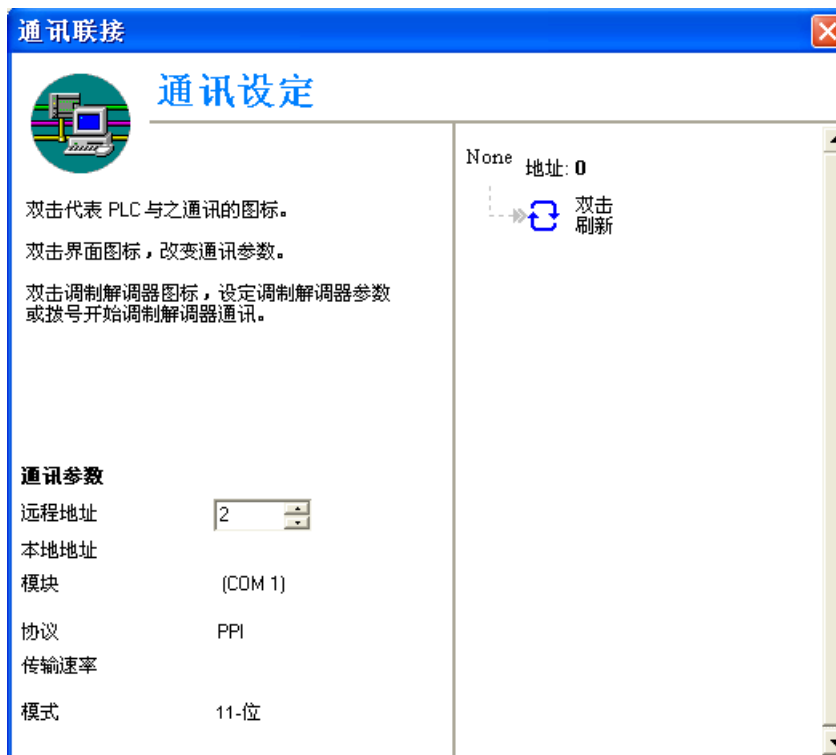 通讯联接
通讯设定
双击代表 PLC 与之通讯的图标。
双击界面图标，改变通讯参数。
双击调制解调器图标，设定调制解调器参数
或拨号开始调制解调器通讯。
通讯参数
远程地址 2
本地地址
模块 (COM 1)
协议 PPI
传输速率
模式 11-位
None 地址: 0
双击
刷新